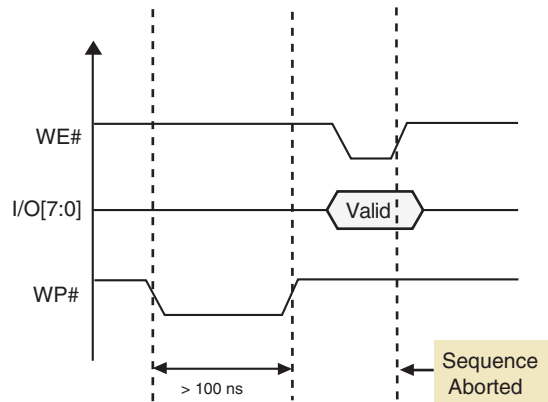 WE#
I/O[7:0]
Valid
WP#
> 100 ns
Sequence
Aborted